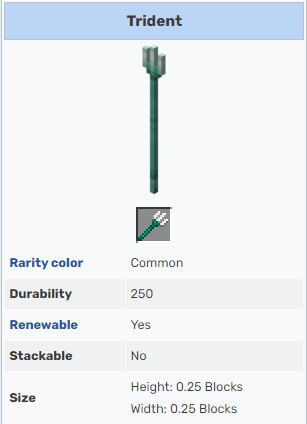 Trident
Rarity color Common
Durability 250
Renewable Yes
Stackable No
Size Height: 0.25 Blocks
Width: 0.25 Blocks